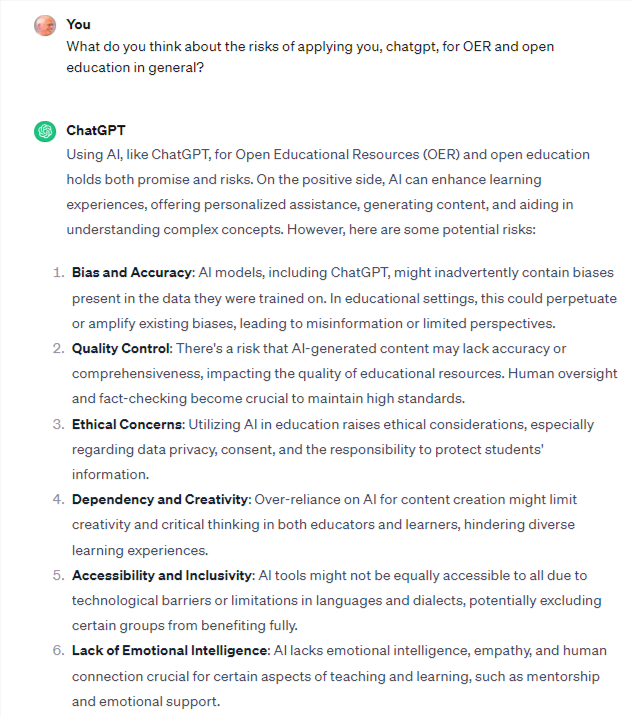 You
What do you think about the risks of applying you, chatgpt, for OER and open
education in general?
ChatGPT
Using AI, like ChatGPT, for Open Educational Resources (OER) and open education
holds both promise and risks. On the positive side, AI can enhance learning
experiences, offering personalized assistance, generating content, and aiding in
understanding complex concepts. However, here are some potential risks:
1. Bias and Accuracy: AI models, including ChatGPT, might inadvertently contain biases
present in the data they were trained on. In educational settings, this could perpetuate
or amplify existing biases, leading to misinformation or limited perspectives.
2. Quality Control: There's a risk that AI-generated content may lack accuracy or
comprehensiveness, impacting the quality of educational resources. Human oversight
and fact-checking become crucial to maintain high standards.
3. Ethical Concerns: Utilizing AI in education raises ethical considerations, especially
regarding data privacy, consent, and the responsibility to protect students'
information.
4. Dependency and Creativity: Over-reliance on AI for content creation might limit
creativity and critical thinking in both educators and learners, hindering diverse
learning experiences.
5. Accessibility and Inclusivity: AI tools might not be equally accessible to all due to
technological barriers or limitations in languages and dialects, potentially excluding
certain groups from benefiting fully.
6. Lack of Emotional Intelligence: AI lacks emotional intelligence, empathy, and human
connection crucial for certain aspects of teaching and learning, such as mentorship
and emotional support.